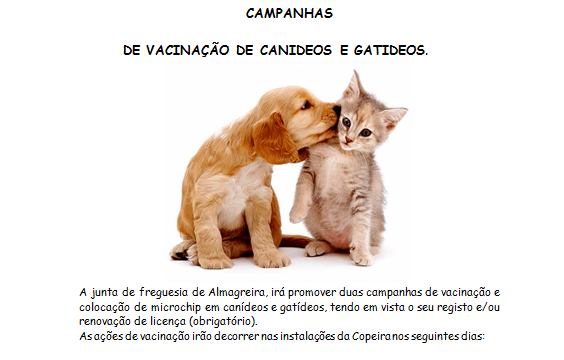 CAMPANHAS
DE VACINAÇÃO DE CANIDEOS E GATIDEOS.
A junta de freguesia de Almagreira, irá promover duas campanhas de vacinação e
colocação de microchip em canídeos e gatídeos, tendo em vista o seu registo e/ou
renovação de licença (obrigatório).
As ações de vacinação irão decorrer nas instalações da Copeira nos seguintes dias: